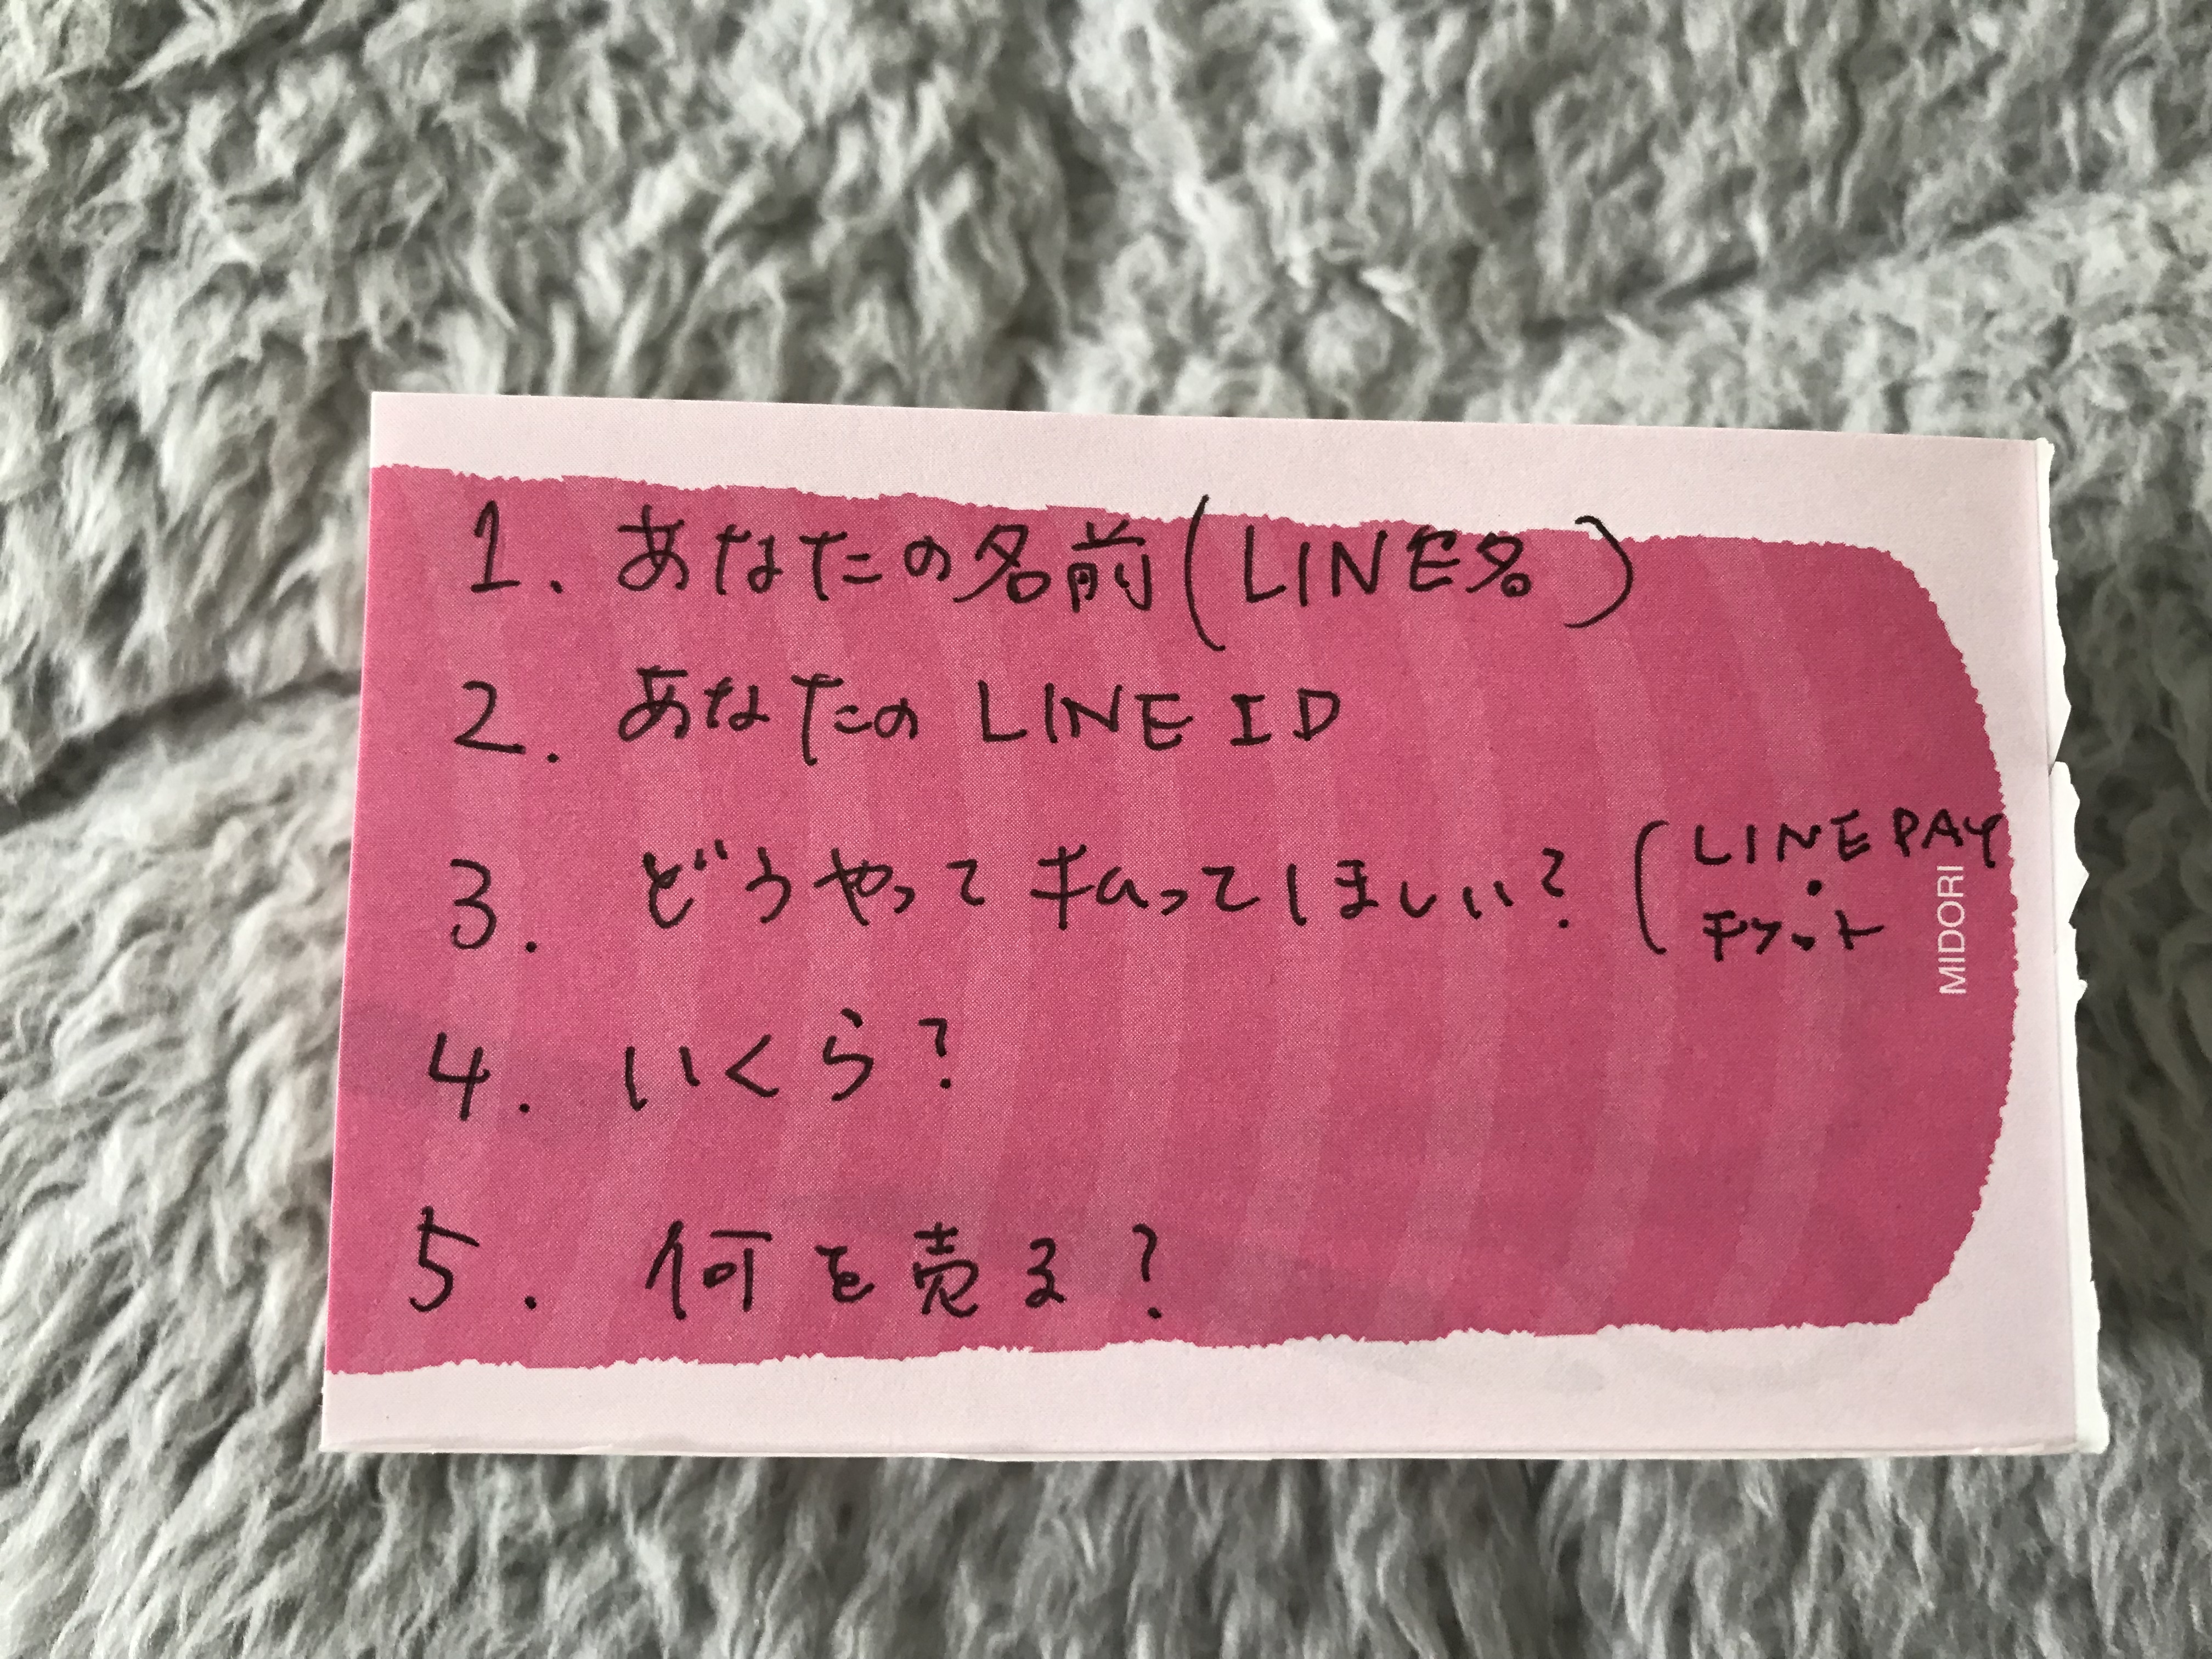 1. あなたの名前(LINE名)
2. あなたの LINE ID
3. どうやって払ってほしい? (LINE PAY
・
チケット
MIDORI
4. いくら?
5. 何を売る?